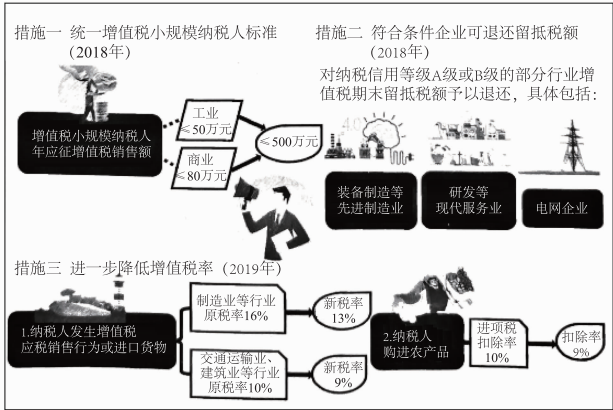 措施一 统一增值税小规模纳税人标准
(2018年)
增值税小规模纳税人
年应征增值税销售额
工业
≤50万元
商业
≤80万元
≤500万元
措施二 符合条件企业可退还留抵税额
(2018年)
对纳税信用等级A级或B级的部分行业增
值税期末留抵税额予以退还，具体包括：
装备制造等
先进制造业
研发等
现代服务业
电网企业
措施三 进一步降低增值税率（2019年）
1.纳税人发生增值税
应税销售行为或进口货物
制造业等行业
原税率16%
新税率
13%
交通运输业、
建筑业等行业
原税率10%
新税率
9%
2.纳税人
购进农产品
进项税
扣除率
10%
扣除率
9%